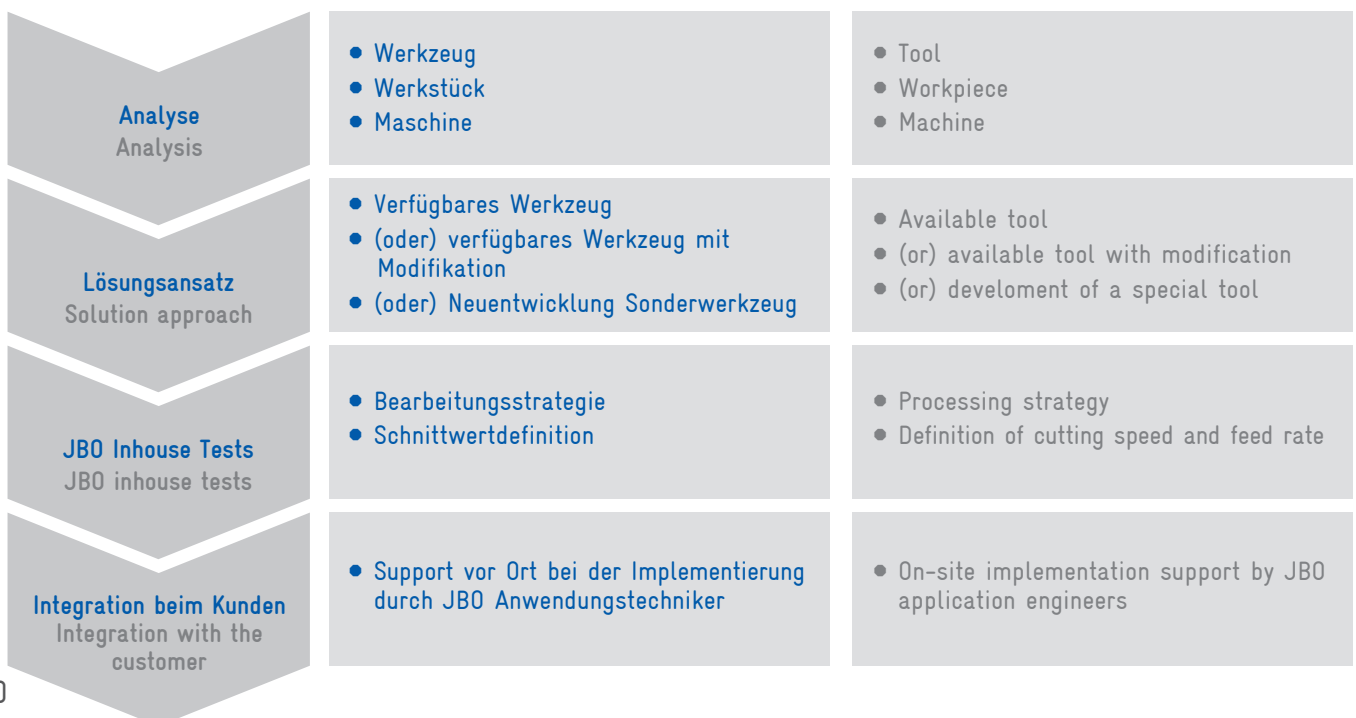 Analyse
Analysis
● Werkzeug
● Werkstück
● Maschine
● Tool
● Workpiece
● Machine
Lösungsansatz
Solution approach
● Verfügbares Werkzeug
● (oder) verfügbares Werkzeug mit
Modifikation
● (oder) Neuentwicklung Sonderwerkzeug
● Available tool
● (or) available tool with modification
● (or) develoment of a special tool
JBO Inhouse Tests
JBO inhouse tests
● Bearbeitungsstrategie
● Schnittwertdefinition
● Processing strategy
● Definition of cutting speed and feed rate
Integration beim Kunden
Integration with the
customer
● Support vor Ort bei der Implementierung
durch JBO Anwendungstechniker
● On-site implementation support by JBO
application engineers